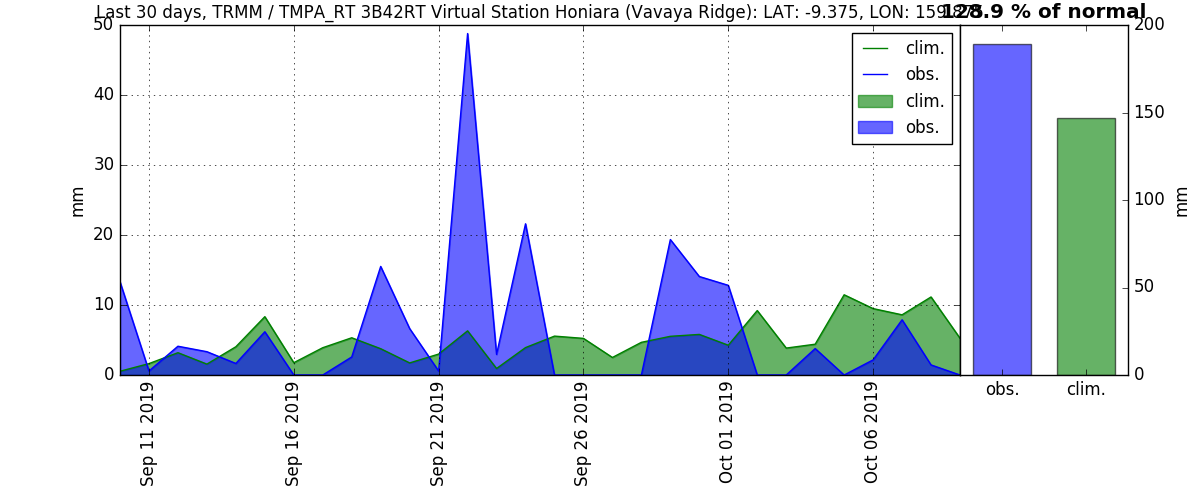 Last 30 days, TRMM / TMPA_RT 3B42RT Virtual Station Honiara (Vavaya Ridge): LAT: -9.375, LON:
128.9 % of normal
50
40
30
20
10
0
mm
clim.
obs.
clim.
obs.
Sep 11 2019
Sep 16 2019
Sep 21 2019
Sep 26 2019
Oct 01 2019
Oct 06 2019
200
150
100
50
0
mm
obs.
clim.